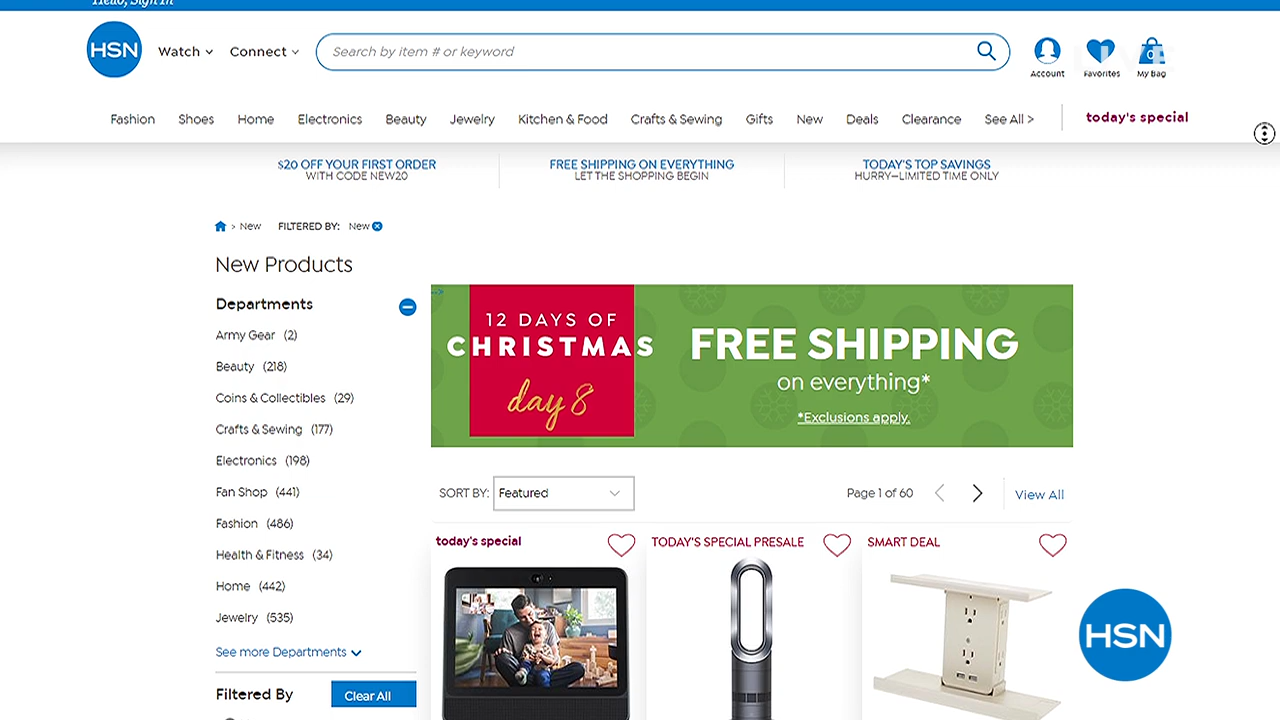 Hello, Sign In
HSN
Watch
Connect
Search by item # or keyword
LIVE
Account
Favorites
0
My Bag
Fashion
Shoes
Home
Electronics
Beauty
Jewelry
Kitchen & Food
Crafts & Sewing
Gifts
New
Deals
Clearance
See All >
today's special
$20 OFF YOUR FIRST ORDER
WITH CODE NEW20
FREE SHIPPING ON EVERYTHING
LET THE SHOPPING BEGIN
TODAY'S TOP SAVINGS
HURRY—LIMITED TIME ONLY
> New
FILTERED BY: New
New Products
Departments
Army Gear (2)
Beauty (218)
Coins & Collectibles (29)
Crafts & Sewing (177)
Electronics (198)
Fan Shop (441)
Fashion (486)
Health & Fitness (34)
Home (442)
Jewelry (535)
See more Departments
Filtered By
Clear All
-->
12 DAYS OF
CHRISTMAS
day 8
FREE SHIPPING
on everything*
*Exclusions apply.
SORT BY: Featured
Page 1 of 60
View All
today's special
TODAY'S SPECIAL PRESALE
SMART DEAL
HSN